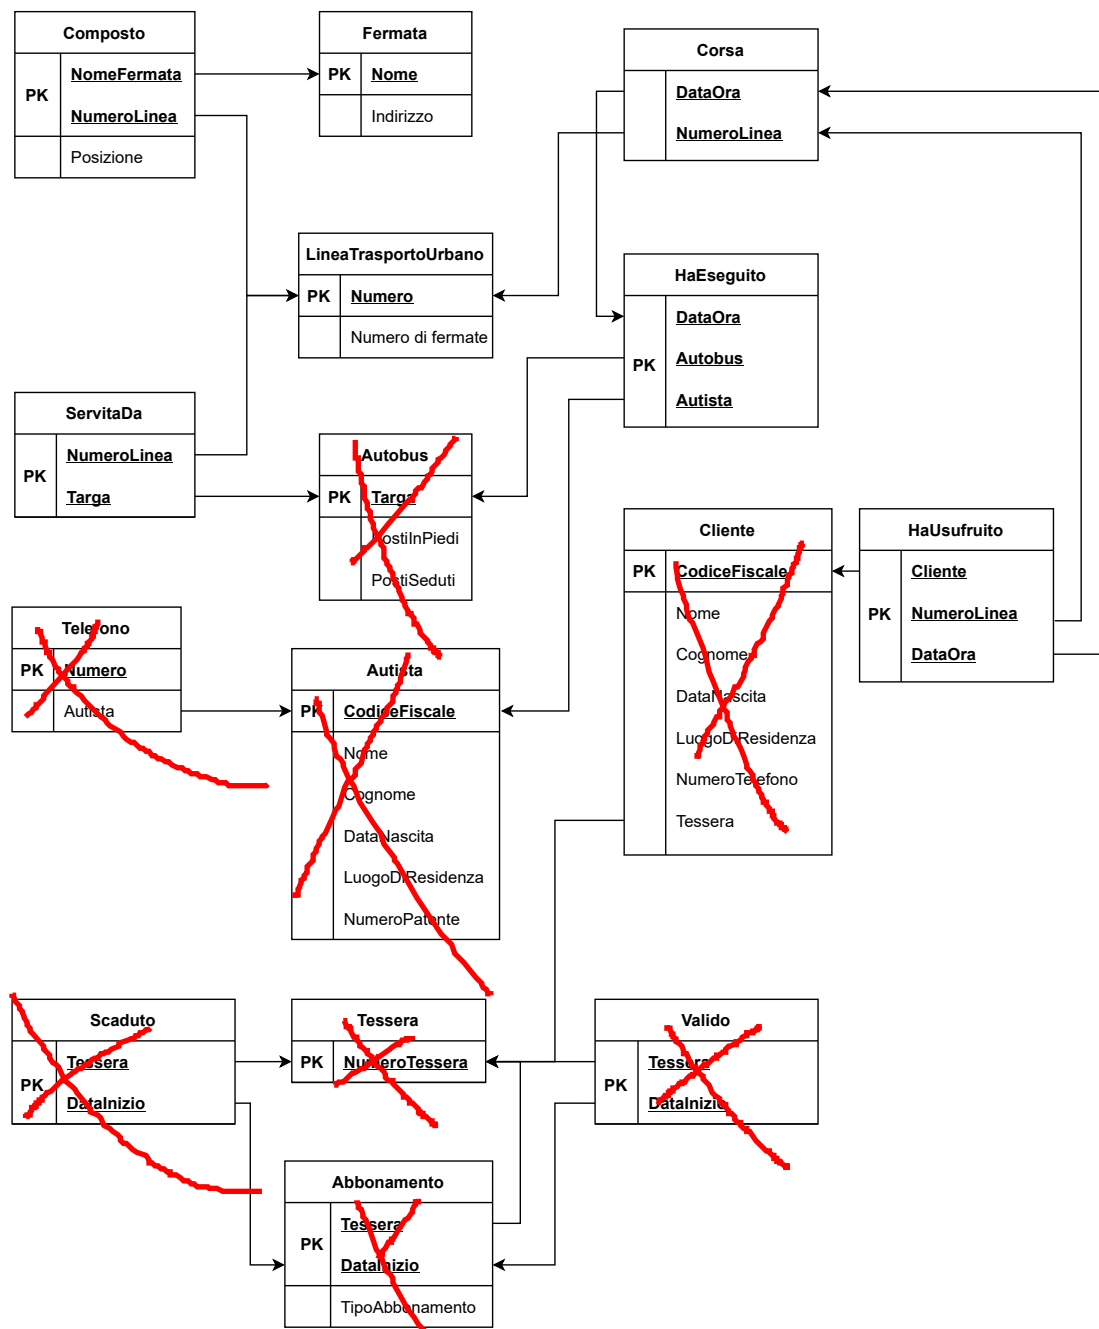 Composto
PK
NomeFermata
NumeroLinea
Posizione
Fermata
PK
Nome
Indirizzo
Corsa
DataOra
NumeroLinea
LineaTrasportoUrbano
PK
Numero
Numero di fermate
HaEseguito
PK
DataOra
Autobus
Autista
ServitaDa
PK
NumeroLinea
Targa
Autobus
PK
Targa
PostiInPiedi
PostiSeduti
Cliente
PK
CodiceFiscale
Nome
Cognome
DataNascita
LuogoDiResidenza
NumeroTelefono
Tessera
HaUsufruito
PK
Cliente
NumeroLinea
DataOra
Telefono
PK
Numero
Autista
Autista
PK
CodiceFiscale
Nome
Cognome
DataNascita
LuogoDiResidenza
NumeroPatente
Scaduto
PK
Tessera
DataInizio
Tessera
PK
NumeroTessera
Valido
PK
Tessera
DataInizio
Abbonamento
PK
Tessera
DataInizio
TipoAbbonamento